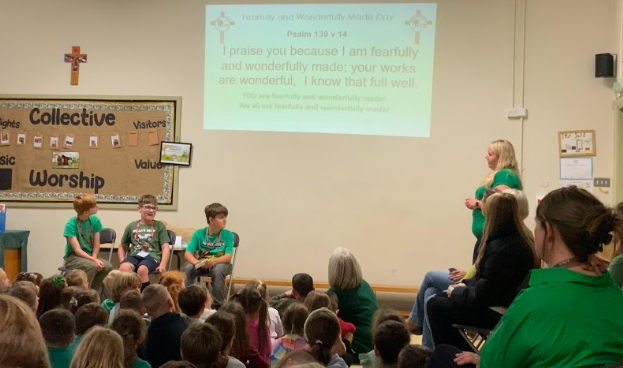 Fearfully and Wonderfully Made Day
Psalm 139 v 14
I praise you because I am fearfully
and wonderfully made; your works
are wonderful, I know that full well.
YOU are fearfully and wonderfully made!
We all are fearfully and wonderfully made!
Collective
Visitors
Worship